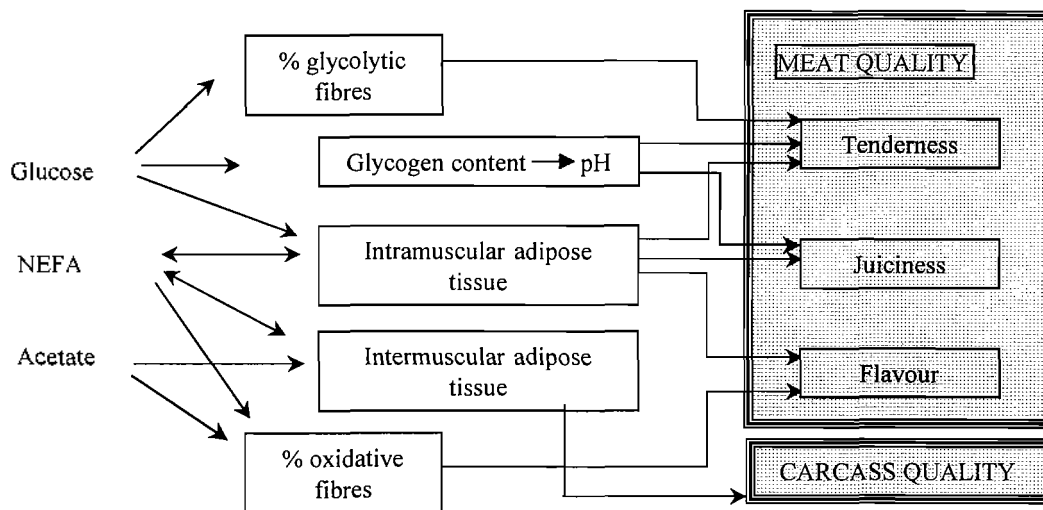 % glycolytic
fibres
MEAT QUALITY
Glucose
Glycogen content → pH
Tenderness
NEFA
Intramuscular adipose
tissue
Juiciness
Acetate
Intermuscular adipose
tissue
Flavour
% oxidative
fibres
CARCASS QUALITY